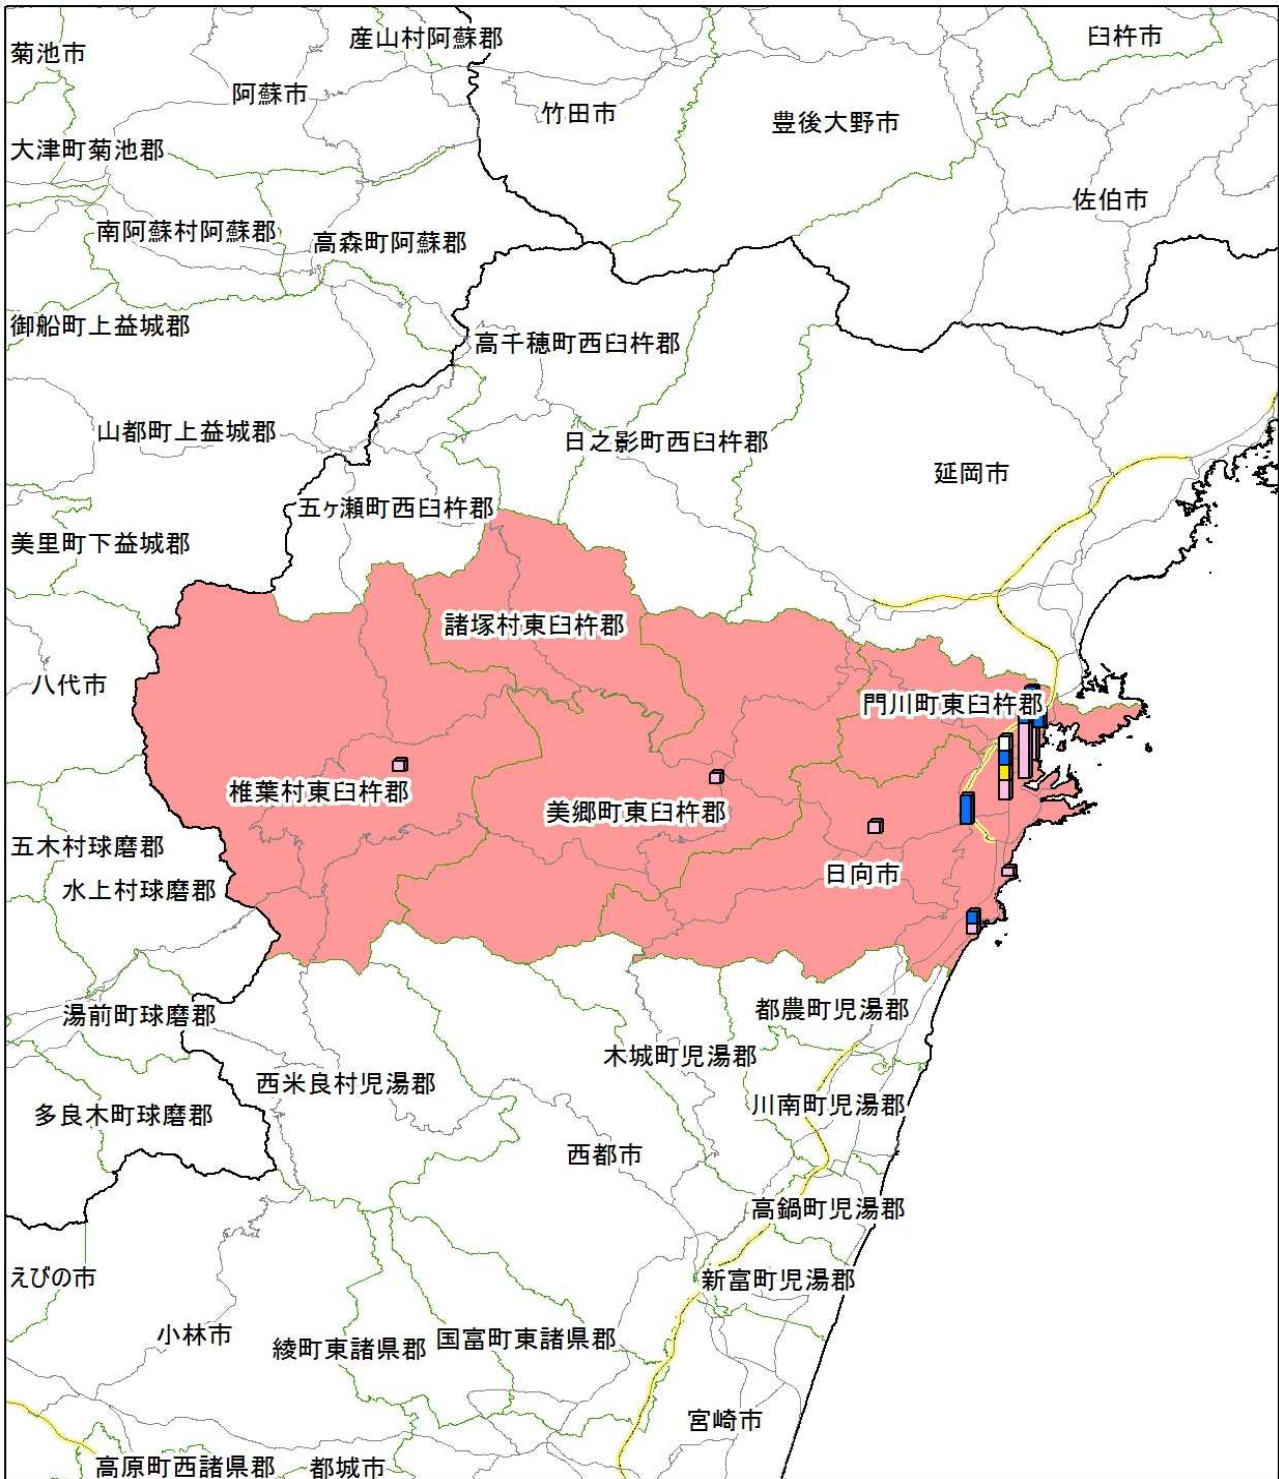 産山村阿蘇郡
臼杵市
菊池市
阿蘇市
竹田市
豊後大野市
大津町菊池郡
佐伯市
南阿蘇村阿蘇郡
高森町阿蘇郡
御船町上益城郡
高千穂町西臼杵郡
山都町上益城郡
日之影町西臼杵郡
延岡市
五ヶ瀬町西臼杵郡
美里町下益城郡
諸塚村東臼杵郡
八代市
門川町東臼杵郡
椎葉村東臼杵郡
美郷町東臼杵郡
五木村球磨郡
日向市
水上村球磨郡
湯前町球磨郡
都農町児湯郡
木城町児湯郡
西米良村児湯郡
川南町児湯郡
多良木町球磨郡
西都市
高鍋町児湯郡
えびの市
新富町児湯郡
小林市
綾町東諸県郡
国富町東諸県郡
宮崎市
高原町西諸県郡
都城市